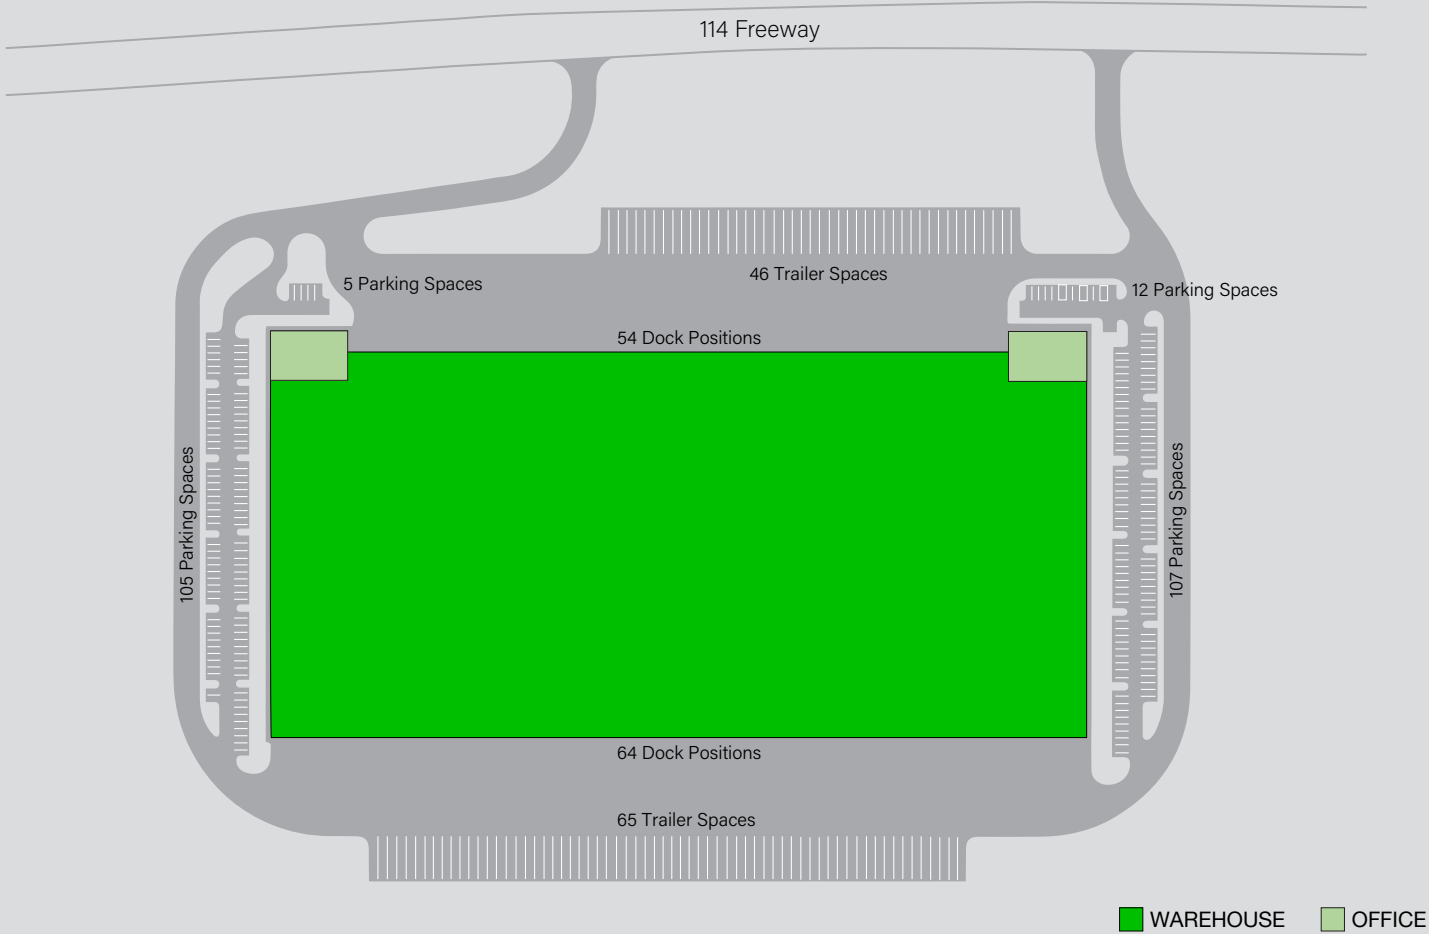 114 Freeway
46 Trailer Spaces
5 Parking Spaces
12 Parking Spaces
54 Dock Positions
105 Parking Spaces
107 Parking Spaces
64 Dock Positions
65 Trailer Spaces
WAREHOUSE
OFFICE